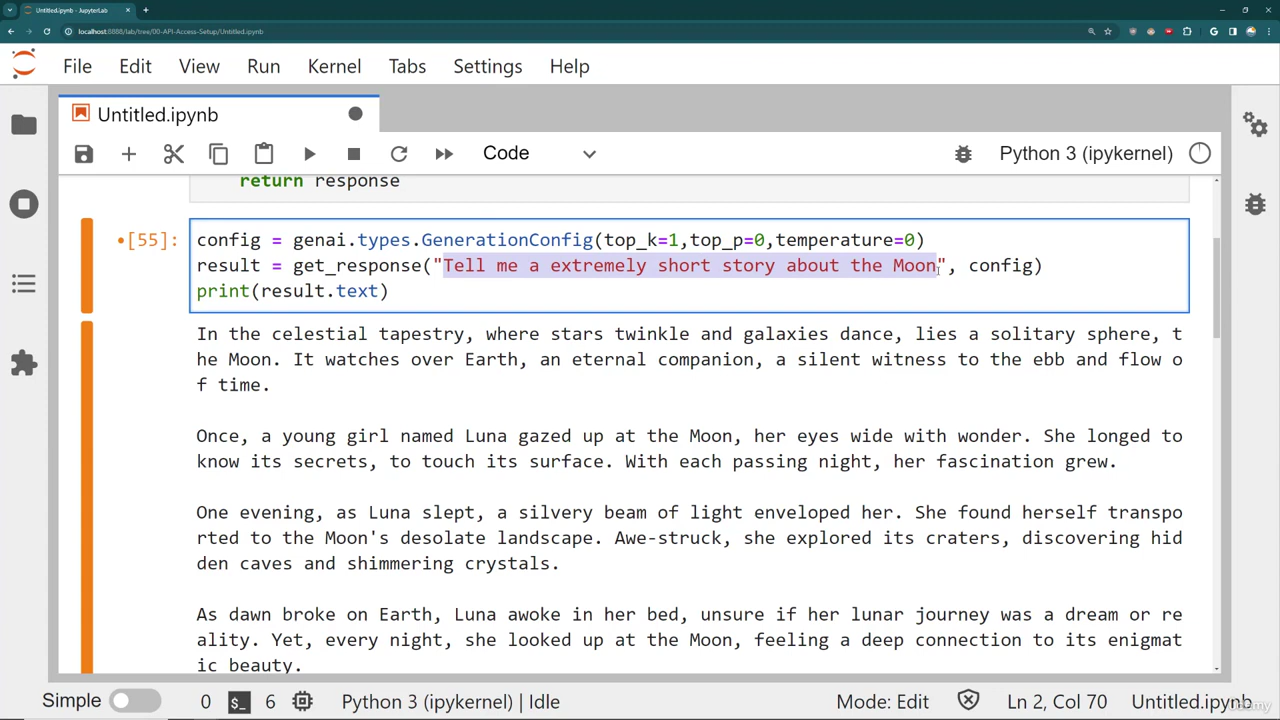 Untitled.ipynb - JupyterLab
localhost:8888/lab/tree/00-API-Access-Setup/Untitled.ipynb
File Edit View Run Kernel Tabs Settings Help
Untitled.ipynb
Code Python 3 (ipykernel)
return response
[55]:
config = genai.types.GenerationConfig(top_k=1,top_p=0,temperature=0)
result = get_response("Tell me a extremely short story about the Moon", config)
print(result.text)
In the celestial tapestry, where stars twinkle and galaxies dance, lies a solitary sphere, t
he Moon. It watches over Earth, an eternal companion, a silent witness to the ebb and flow o
f time.
Once, a young girl named Luna gazed up at the Moon, her eyes wide with wonder. She longed to
know its secrets, to touch its surface. With each passing night, her fascination grew.
One evening, as Luna slept, a silvery beam of light enveloped her. She found herself transpo
rted to the Moon's desolate landscape. Awe-struck, she explored its craters, discovering hid
den caves and shimmering crystals.
As dawn broke on Earth, Luna awoke in her bed, unsure if her lunar journey was a dream or re
ality. Yet, every night, she looked up at the Moon, feeling a deep connection to its enigmat
ic beauty.
Simple 0 $_ 6 Python 3 (ipykernel) | Idle Mode: Edit Ln 2, Col 70 Untitled.ipynb
Udemy